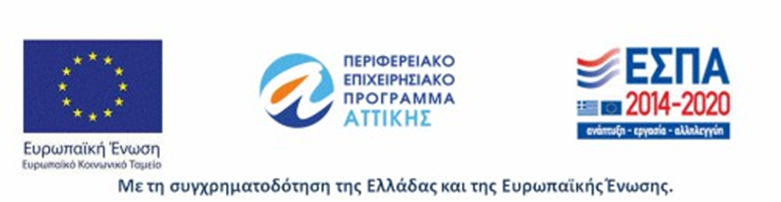 Ευρωπαϊκή Ένωση
Ευρωπαϊκό Κοινωνικό Ταμείο
ΠΕΡΙΦΕΡΕΙΑΚΟ
ΕΠΙΧΕΙΡΗΣΙΑΚΟ
ΠΡΟΓΡΑΜΜΑ
ΑΤΤΙΚΗΣ
ΕΣΠΑ
2014-2020
ανάπτυξη - εργασία - αλληλεγγύη
Με τη συγχρηματοδότηση της Ελλάδας και της Ευρωπαϊκής Ένωσης.